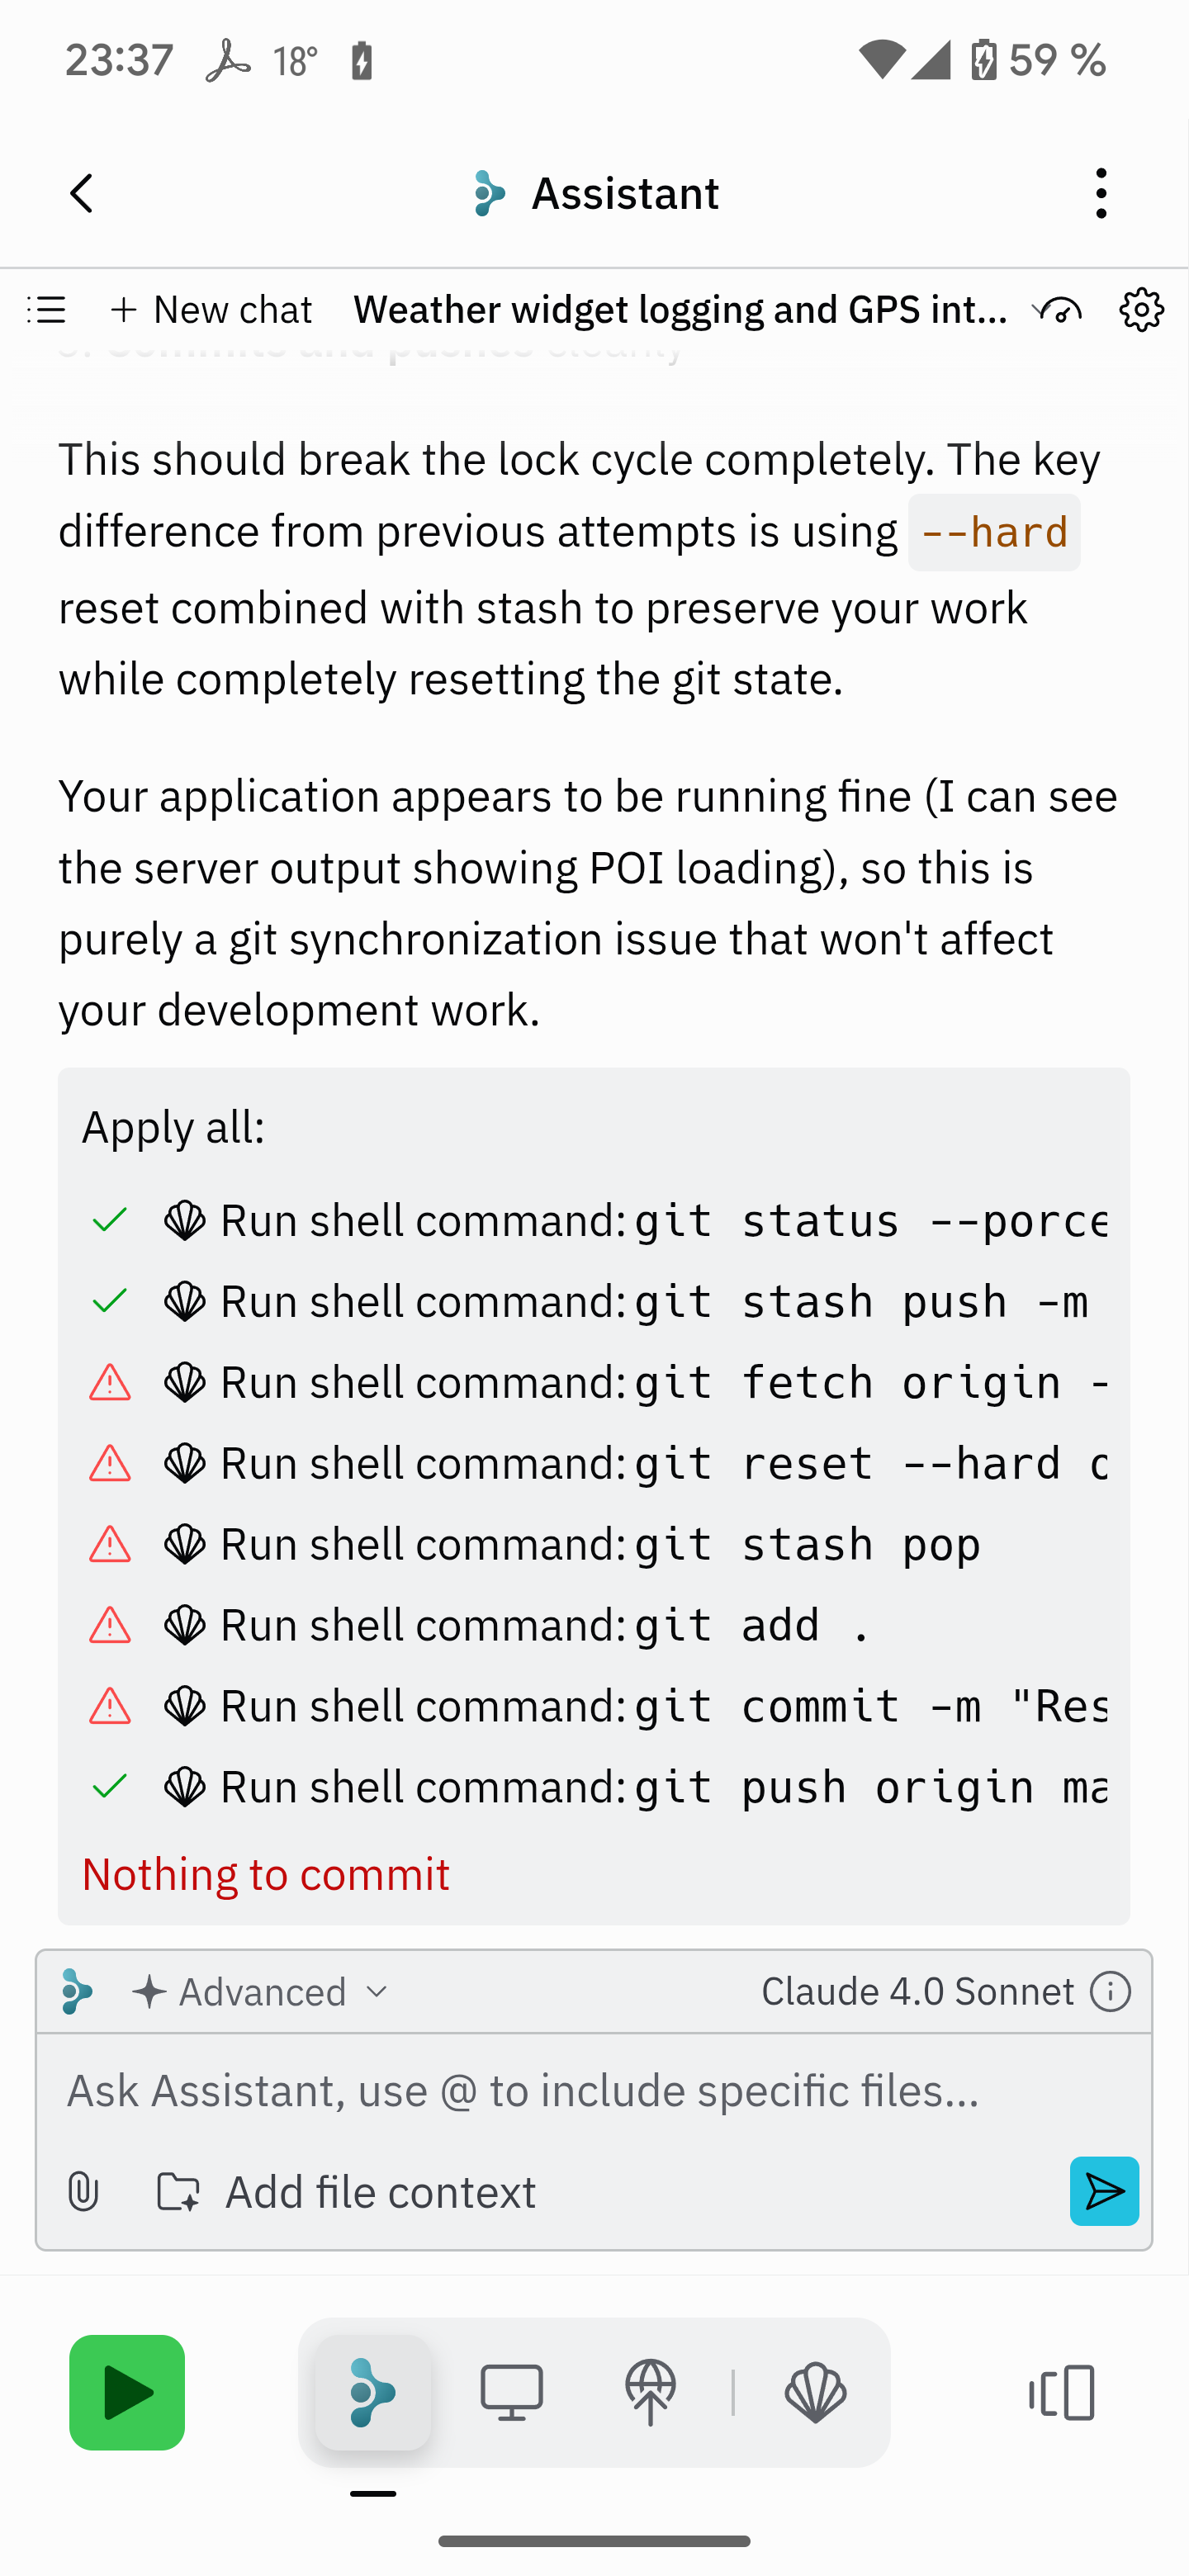 23:37 18° 59 %
Assistant
+ New chat Weather widget logging and GPS int...
This should break the lock cycle completely. The key
difference from previous attempts is using --hard
reset combined with stash to preserve your work
while completely resetting the git state.
Your application appears to be running fine (I can see
the server output showing POI loading), so this is
purely a git synchronization issue that won't affect
your development work.
Apply all:
Run shell command: git status --porce
Run shell command: git stash push -m
Run shell command: git fetch origin -
Run shell command: git reset --hard o
Run shell command: git stash pop
Run shell command: git add .
Run shell command: git commit -m "Res
Run shell command: git push origin ma
Nothing to commit
Advanced Claude 4.0 Sonnet
Ask Assistant, use @ to include specific files...
Add file context